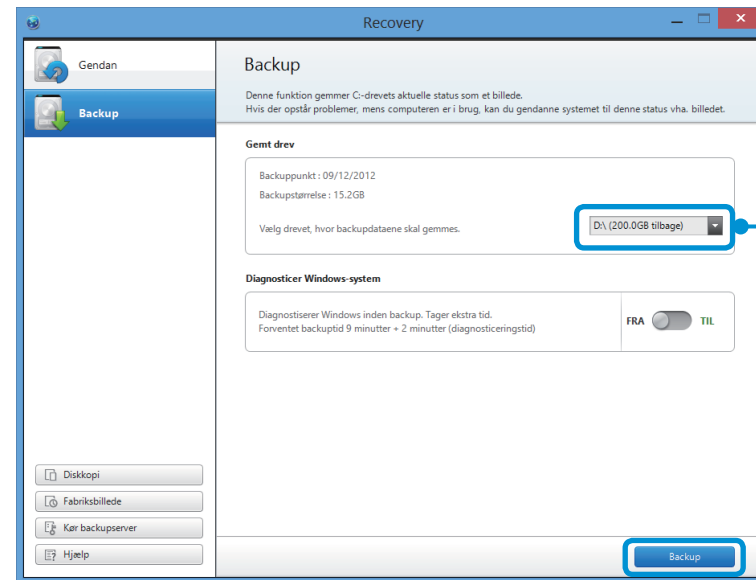 Recovery
Gendan
Backup
Diskkopi
Fabriksbillede
Kør backupserver
Hjælp
Backup
Denne funktion gemmer C:-drevets aktuelle status som et billede.
Hvis der opstår problemer, mens computeren er i brug, kan du gendanne systemet til denne status vha. billedet.
Gemt drev
Backuppunkt : 09/12/2012
Backupstørrelse : 15.2GB
Vælg drevet, hvor backupdataene skal gemmes.
D:\ (200.0GB tilbage)
Diagnosticer Windows-system
Diagnostiserer Windows inden backup. Tager ekstra tid.
Forventet backuptid 9 minutter + 2 minutter (diagnosticeringstid)
FRA TIL
Backup